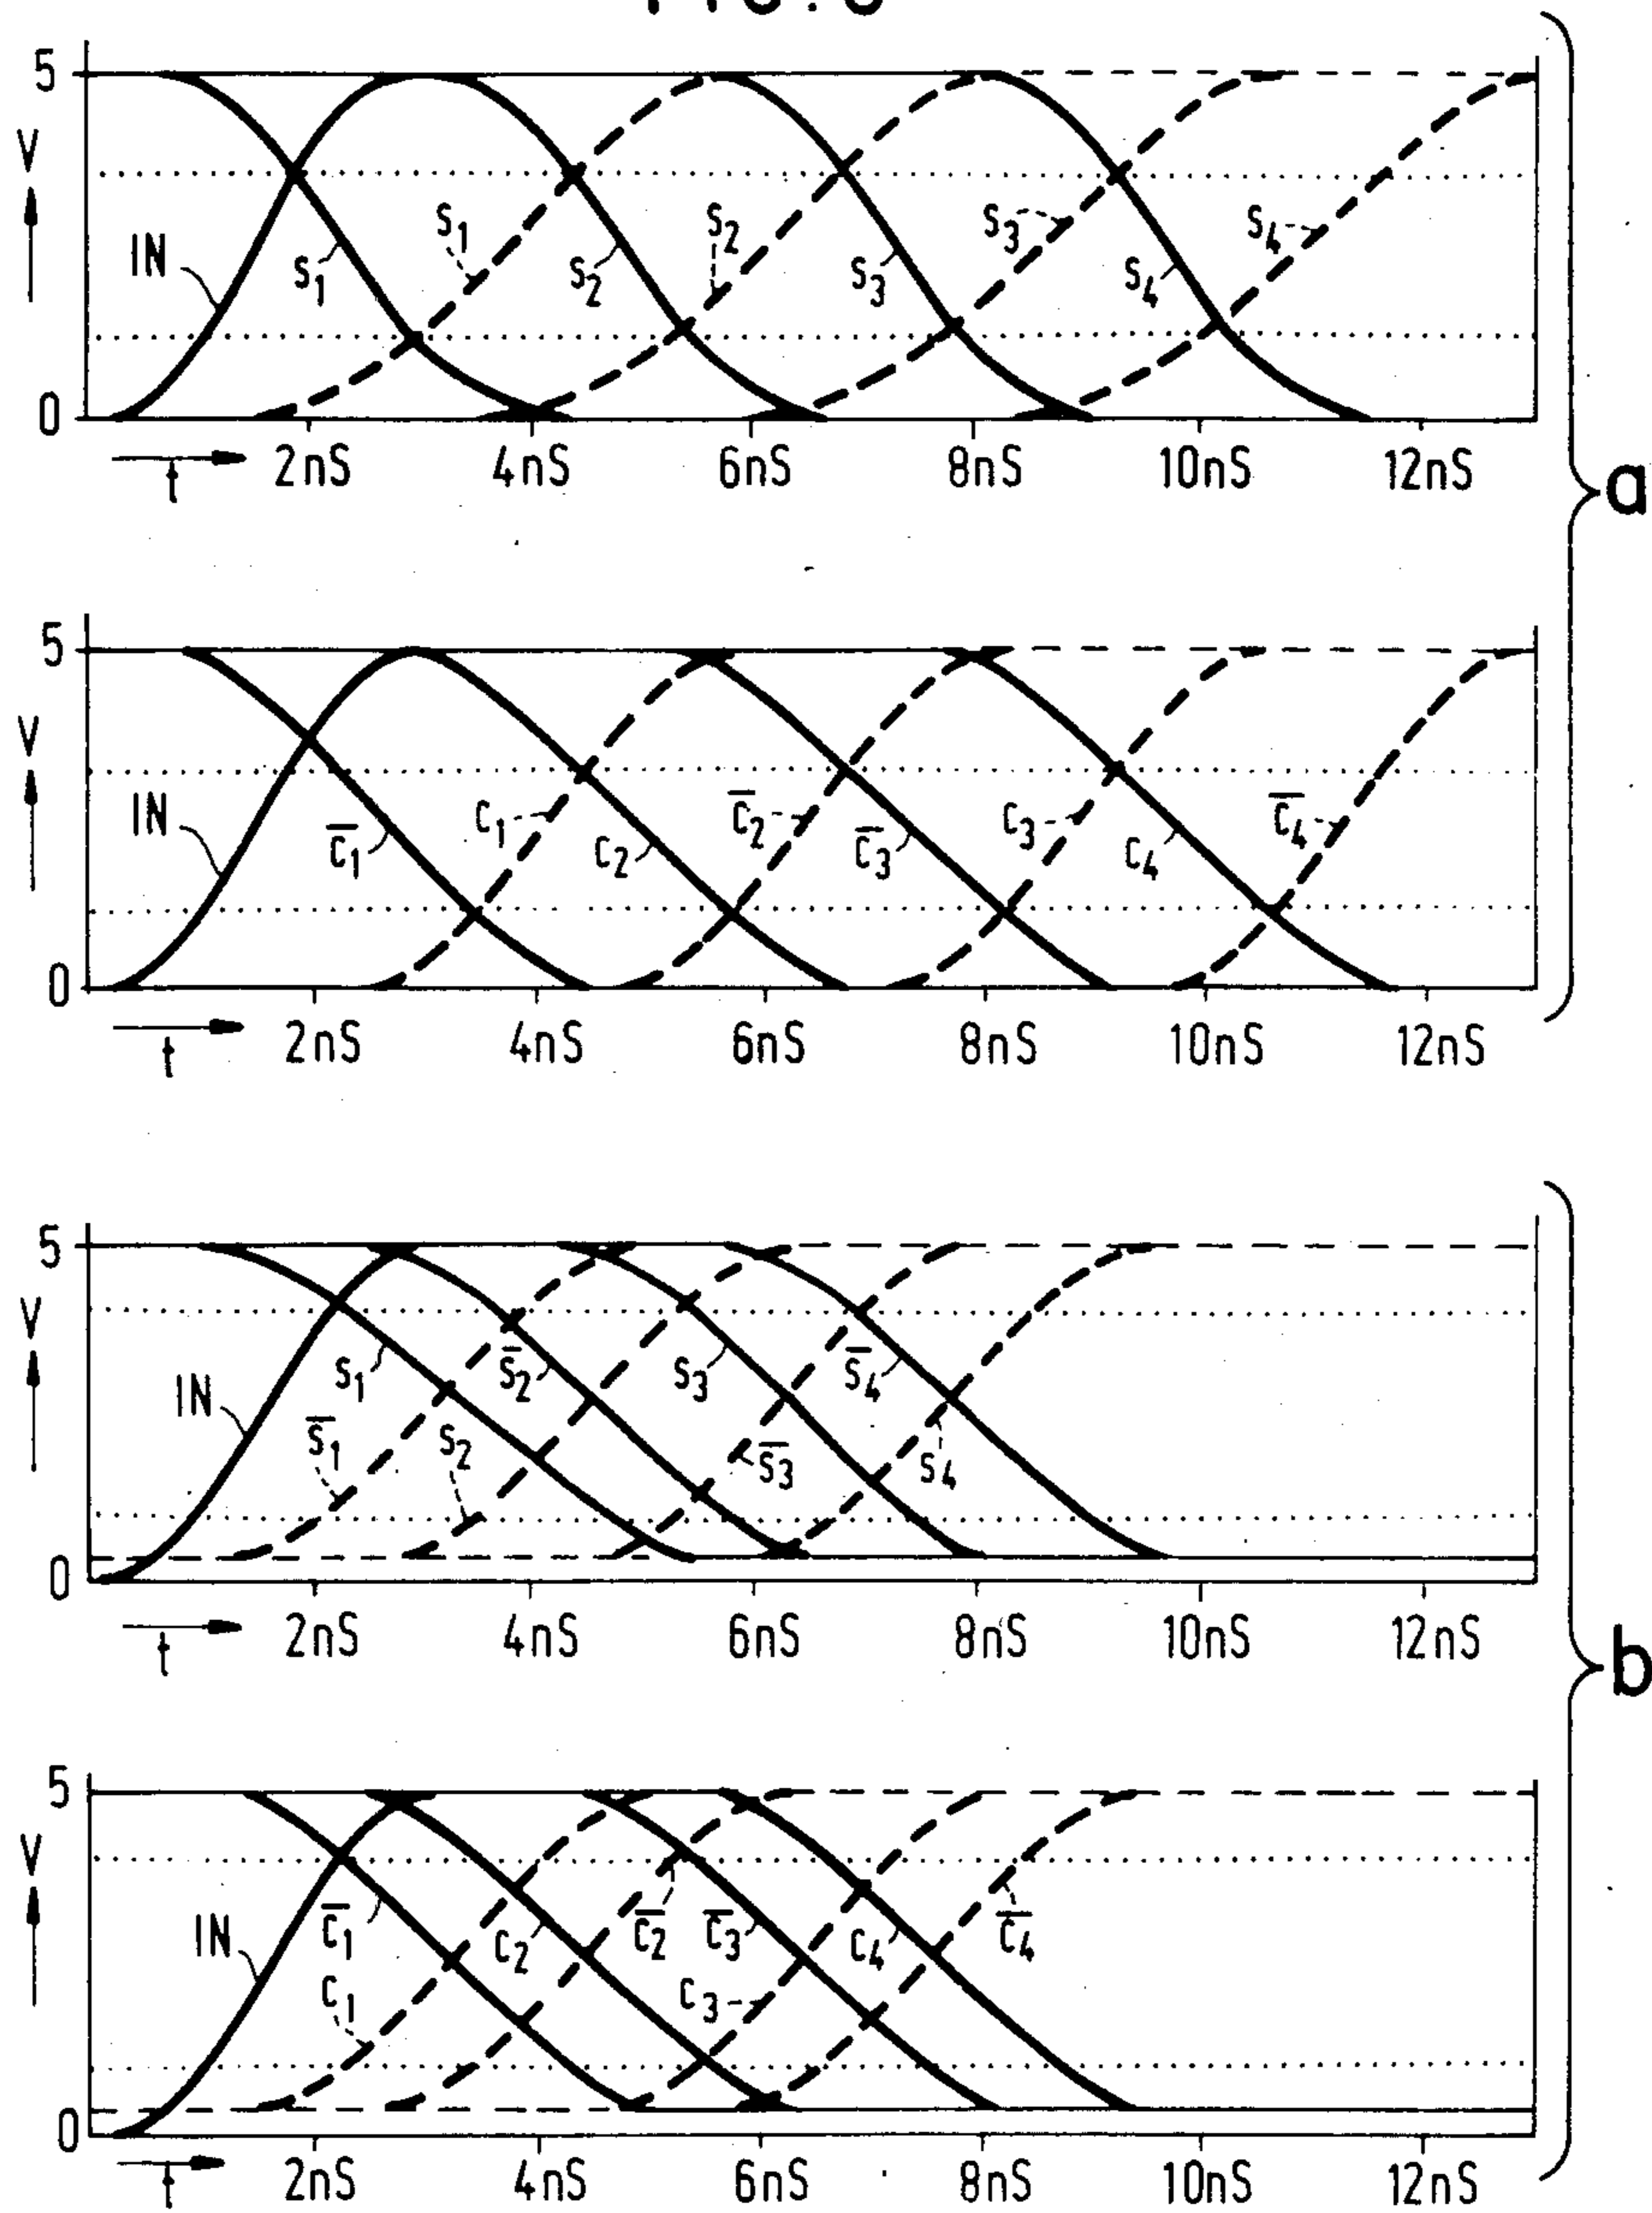 5
V
IN
S1
S1
S2
S2
S3
S3
S4
S4
0
t
2nS 4nS 6nS 8nS 10nS 12nS
a
5
V
IN
C̅1
C1
C2
C̅2
C̅3
C3
C4
C̅4
0
t
2nS 4nS 6nS 8nS 10nS 12nS
5
V
IN
S1
S̅1
S̅2
S2
S3
S̅3
S̅4
S4
0
t
2nS 4nS 6nS 8nS 10nS 12nS
b
5
V
IN
C̅1
C1
C2
C̅2
C̅3
C3
C4
C̅4
0
t
2nS 4nS 6nS 8nS 10nS 12nS